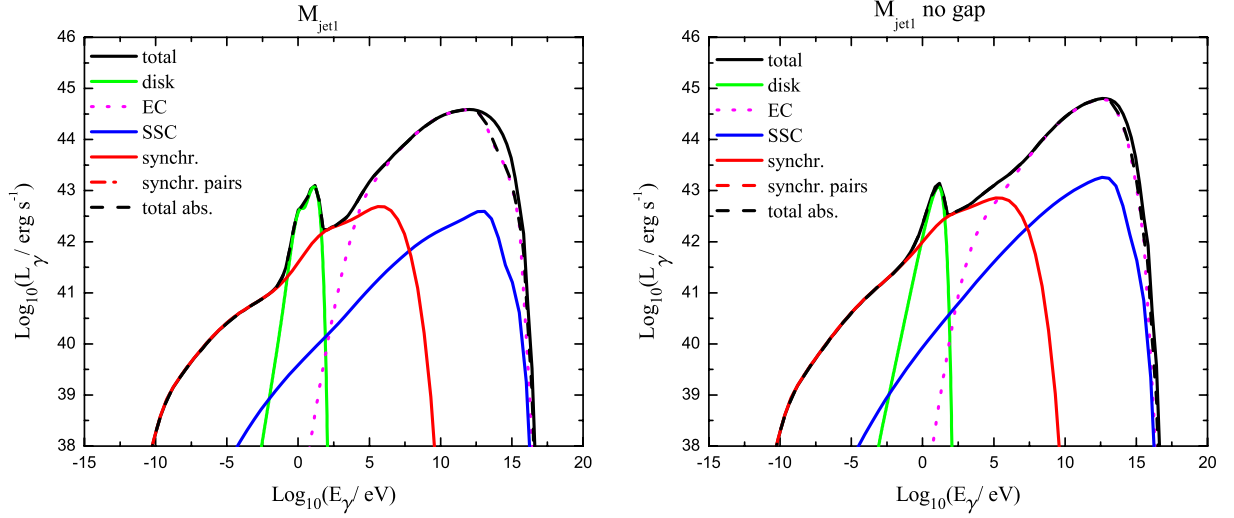 M_jet1
46
45
44
43
42
41
40
39
38
-15
-10
-5
0
5
10
15
20
total
disk
EC
SSC
synchr.
synchr. pairs
total abs.
Log10(Lγ/ erg s-1)
Log10(Eγ/ eV)
M_jet1 no gap
46
45
44
43
42
41
40
39
38
-15
-10
-5
0
5
10
15
20
total
disk
EC
SSC
synchr.
synchr. pairs
total abs.
Log10(Lγ/ erg s-1)
Log10(Eγ/ eV)